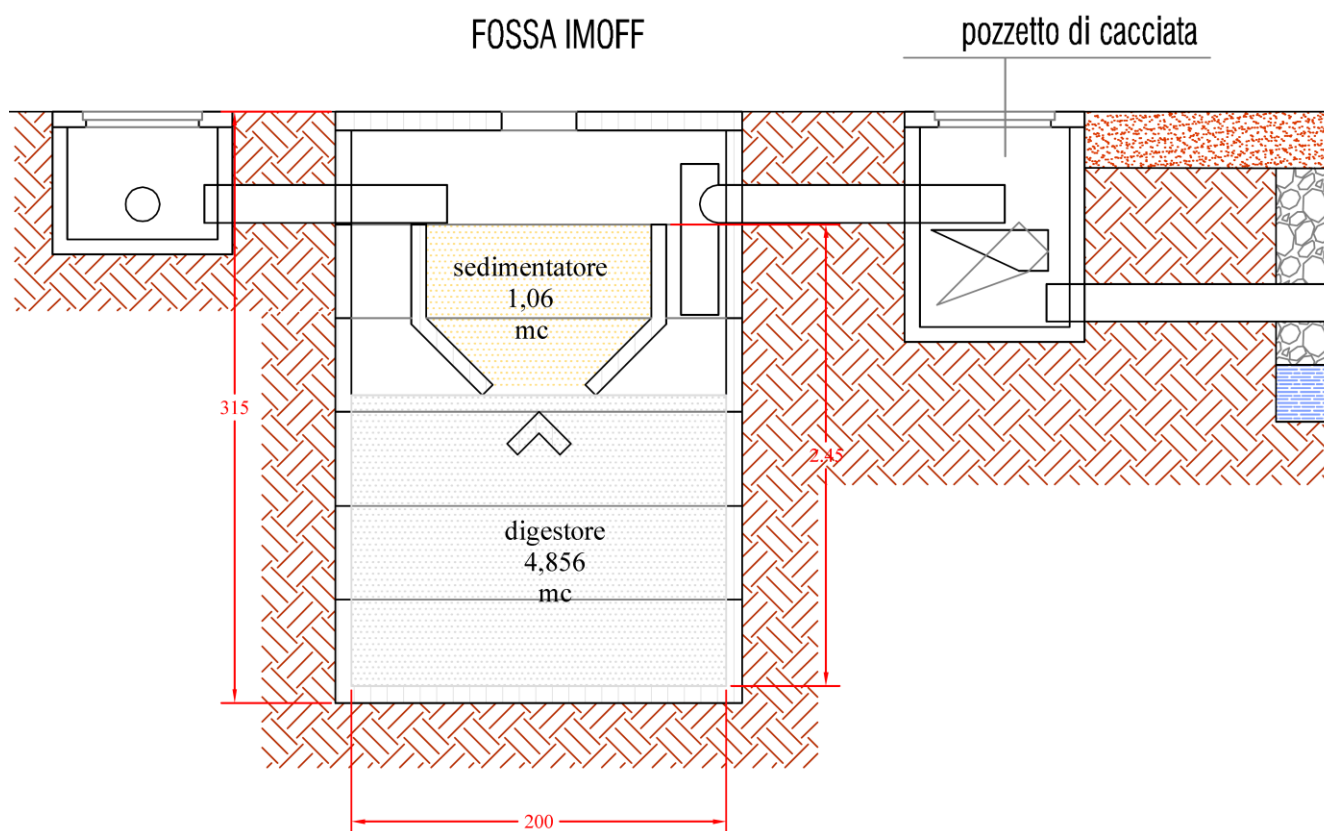 FOSSA IMOFF
pozzetto di cacciata
sedimentatore
1,06
mc
315
2.45
digestore
4,856
mc
200